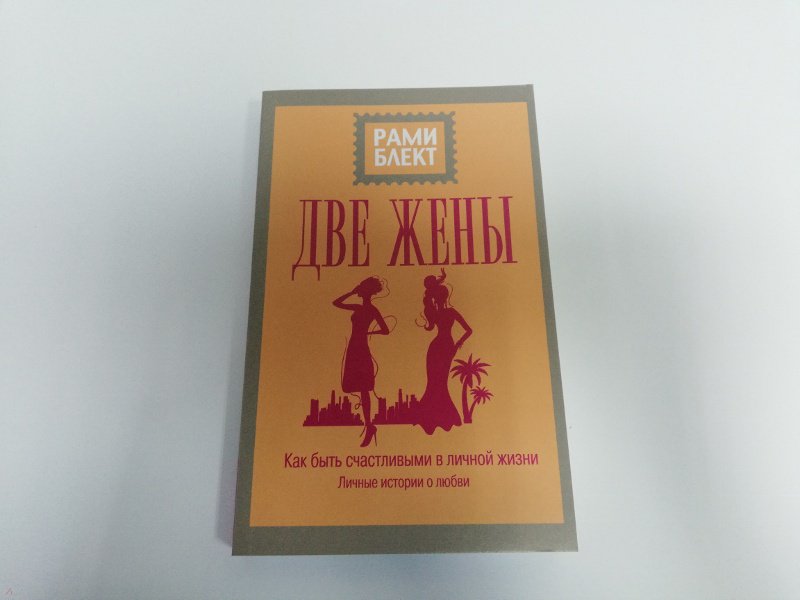 РАМИ
БЛЕКТ
ДВЕ ЖЕНЫ
Как быть счастливыми в личной жизни
Личные истории о любви